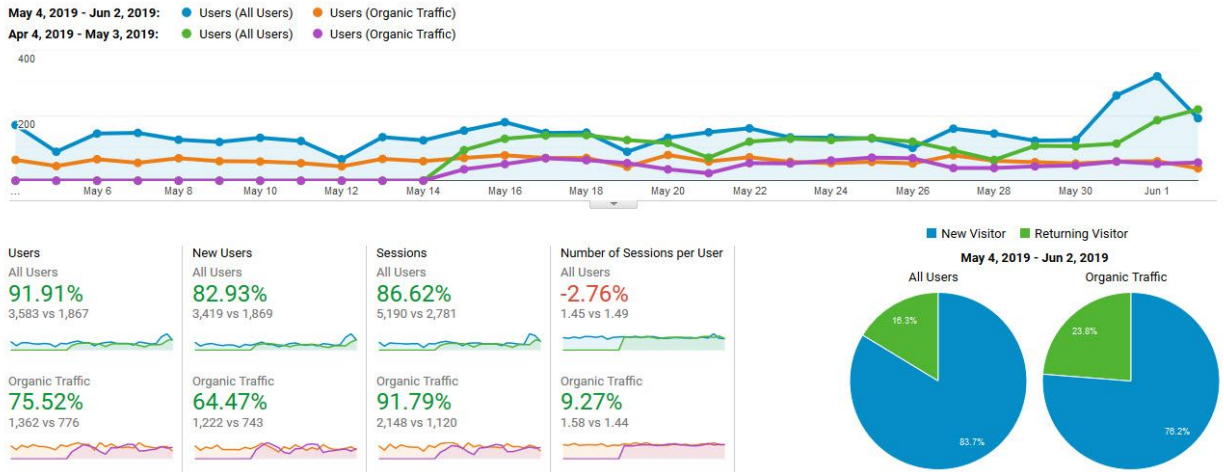 May 4, 2019 - Jun 2, 2019: Users (All Users) Users (Organic Traffic)
Apr 4, 2019 - May 3, 2019: Users (All Users) Users (Organic Traffic)
400
200
... May 6 May 8 May 10 May 12 May 14 May 16 May 18 May 20 May 22 May 24 May 26 May 28 May 30 Jun 1
New Visitor Returning Visitor
May 4, 2019 - Jun 2, 2019
All Users Organic Traffic
16.3%
83.7%
23.8%
76.2%
Users
All Users
91.91%
3,583 vs 1,867
Organic Traffic
75.52%
1,362 vs 776
New Users
All Users
82.93%
3,419 vs 1,869
Organic Traffic
64.47%
1,222 vs 743
Sessions
All Users
86.62%
5,190 vs 2,781
Organic Traffic
91.79%
2,148 vs 1,120
Number of Sessions per User
All Users
-2.76%
1.45 vs 1.49
Organic Traffic
9.27%
1.58 vs 1.44